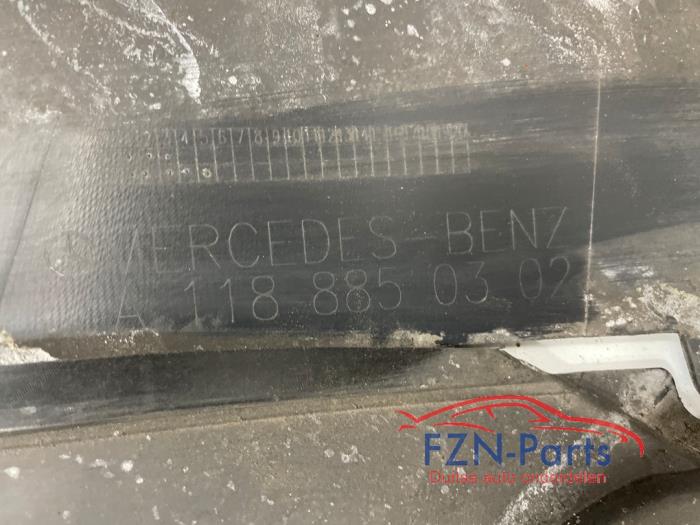 MERCEDES-BENZ
A 118 885 03 02
FZN-Parts
Duitse auto onderdelen